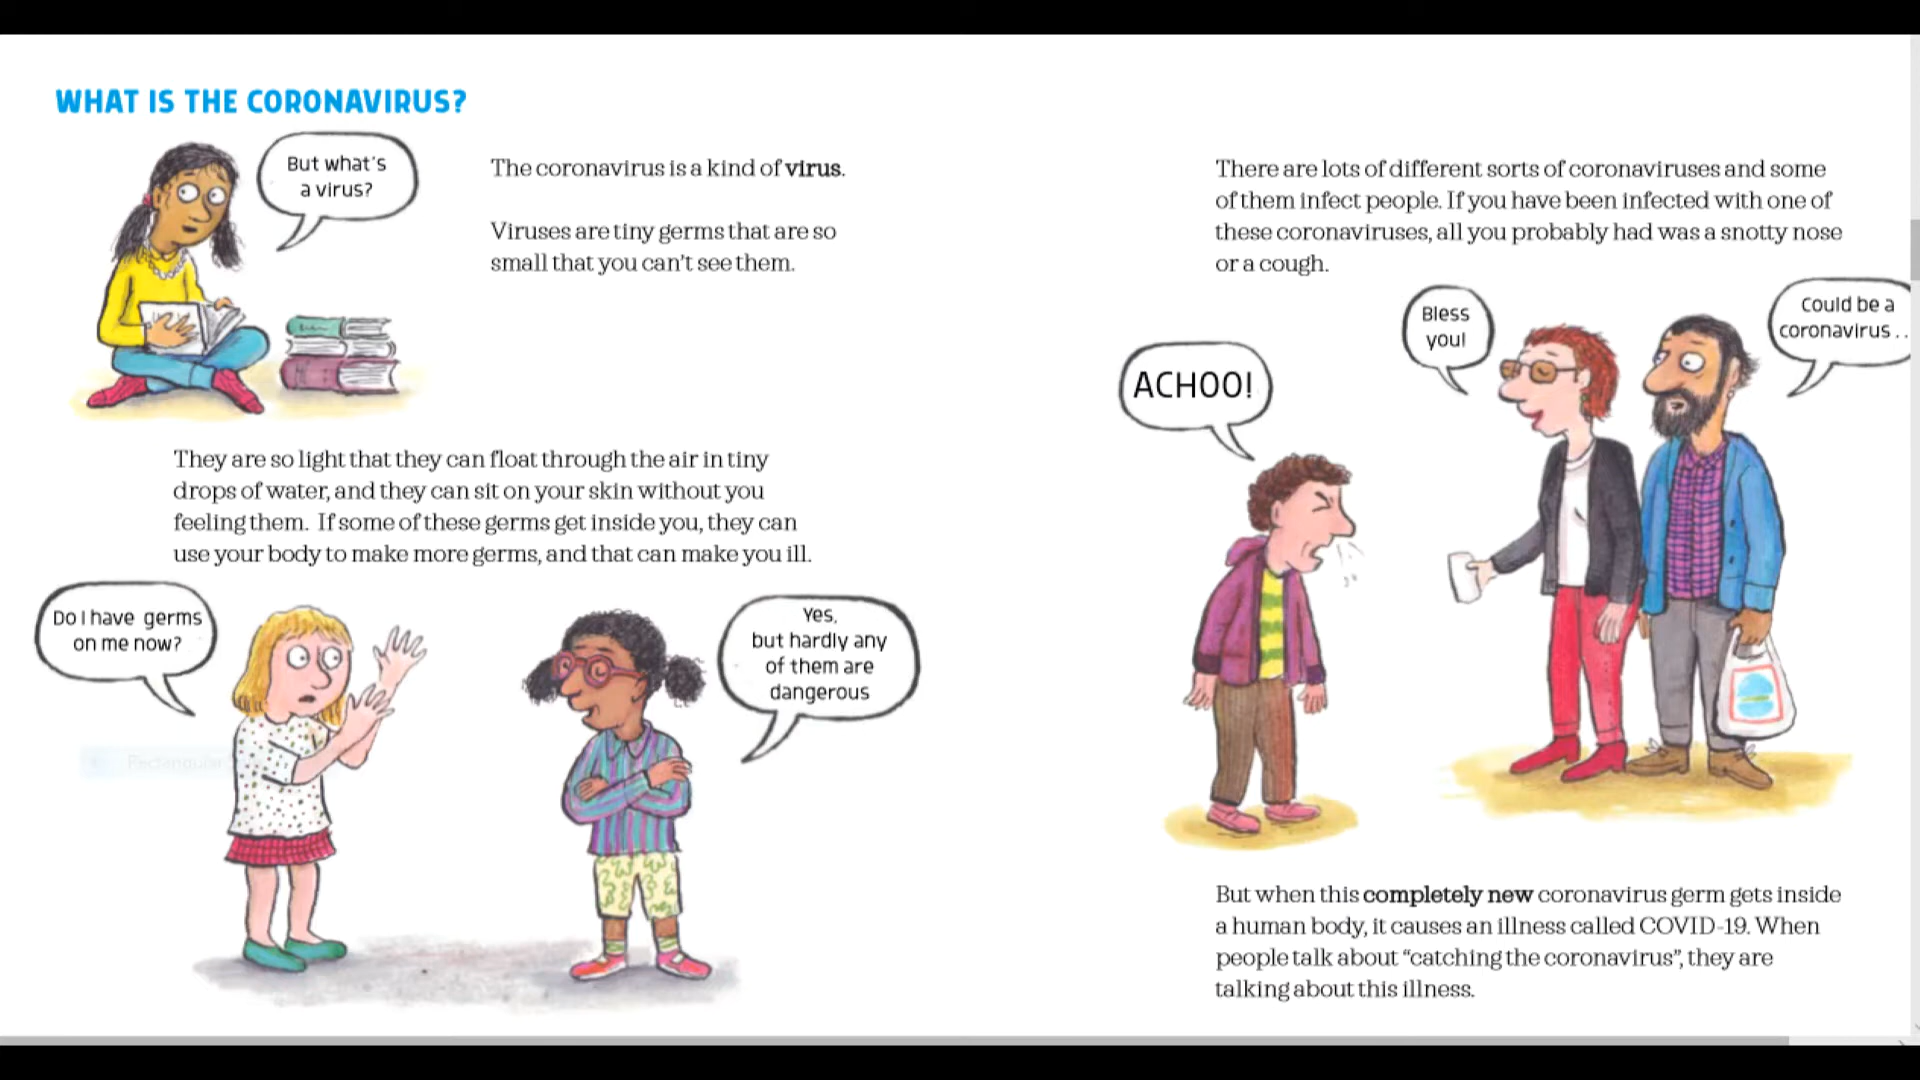 WHAT IS THE CORONAVIRUS?
But what's
a virus?
The coronavirus is a kind of virus.
Viruses are tiny germs that are so
small that you can't see them.
They are so light that they can float through the air in tiny
drops of water, and they can sit on your skin without you
feeling them. If some of these germs get inside you, they can
use your body to make more germs, and that can make you ill.
Do I have germs
on me now?
Yes,
but hardly any
of them are
dangerous
Rectangular
There are lots of different sorts of coronaviruses and some
of them infect people. If you have been infected with one of
these coronaviruses, all you probably had was a snotty nose
or a cough.
ACHOO!
Bless
you!
Could be a
coronavirus . .
But when this completely new coronavirus germ gets inside
a human body, it causes an illness called COVID-19. When
people talk about “catching the coronavirus”, they are
talking about this illness.